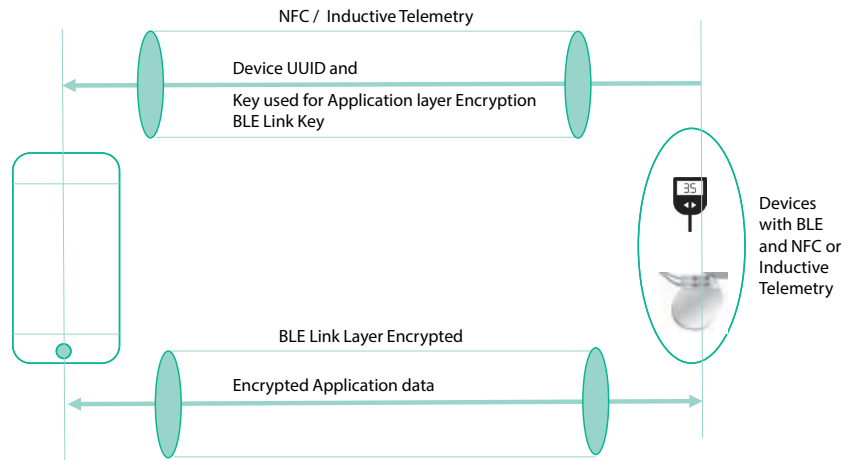 NFC / Inductive Telemetry
Device UUID and
Key used for Application layer Encryption
BLE Link Key
35
Devices
with BLE
and NFC or
Inductive
Telemetry
BLE Link Layer Encrypted
Encrypted Application data